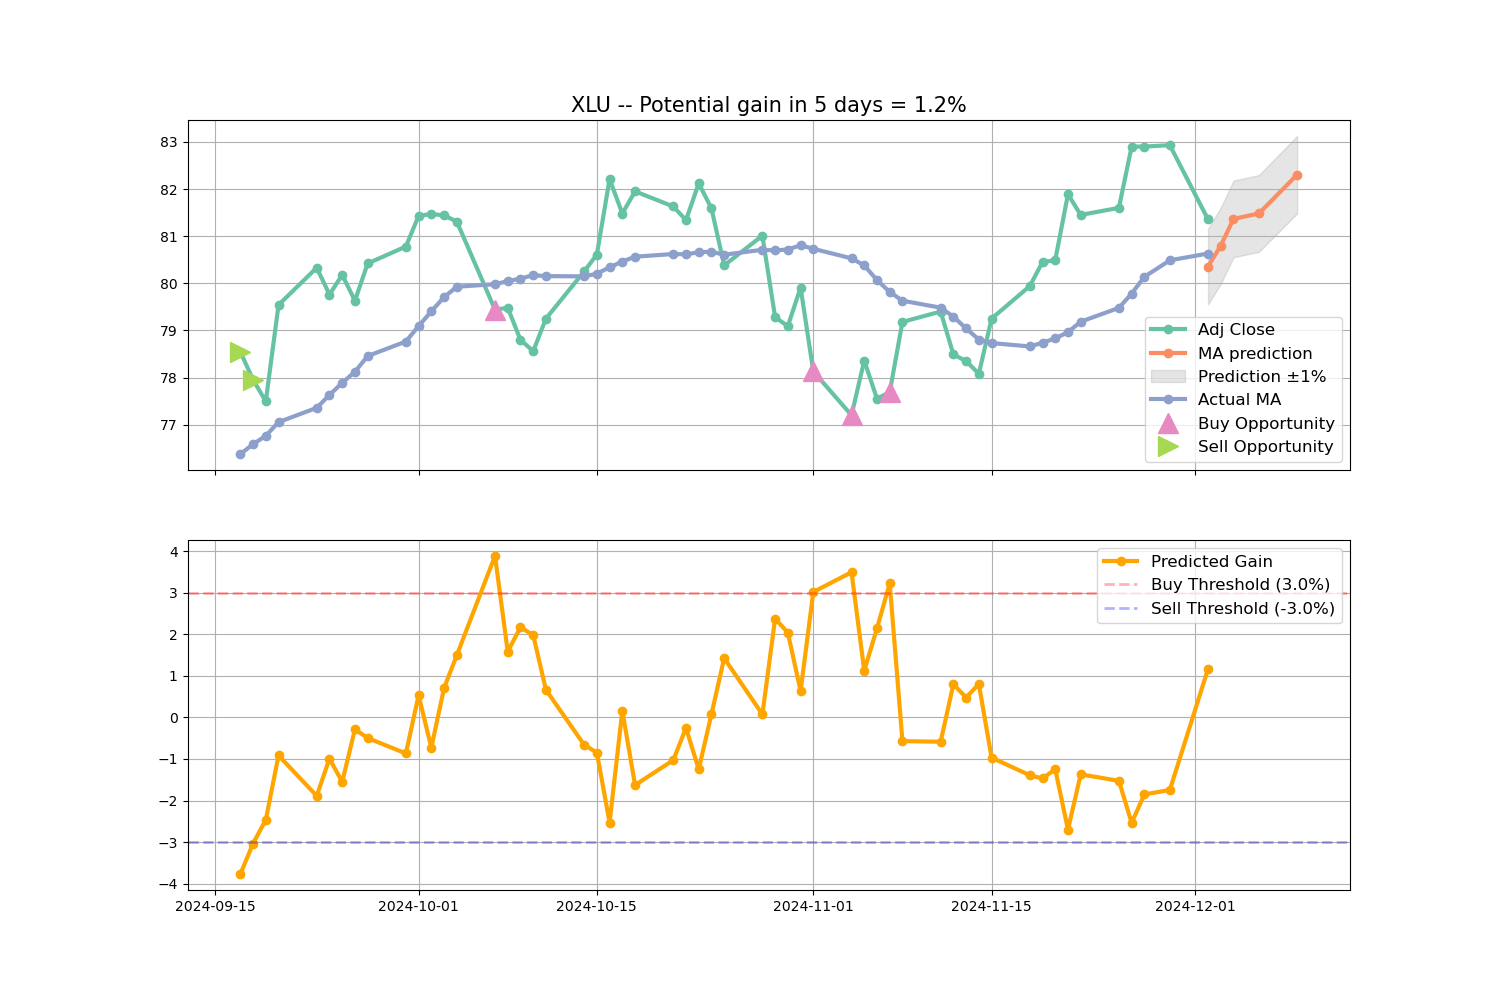 XLU -- Potential gain in 5 days = 1.2%
83
82
81
80
79
78
77
Adj Close
MA prediction
Prediction ±1%
Actual MA
Buy Opportunity
Sell Opportunity
4
3
2
1
0
−1
−2
−3
−4
Predicted Gain
Buy Threshold (3.0%)
Sell Threshold (-3.0%)
2024-09-15
2024-10-01
2024-10-15
2024-11-01
2024-11-15
2024-12-01